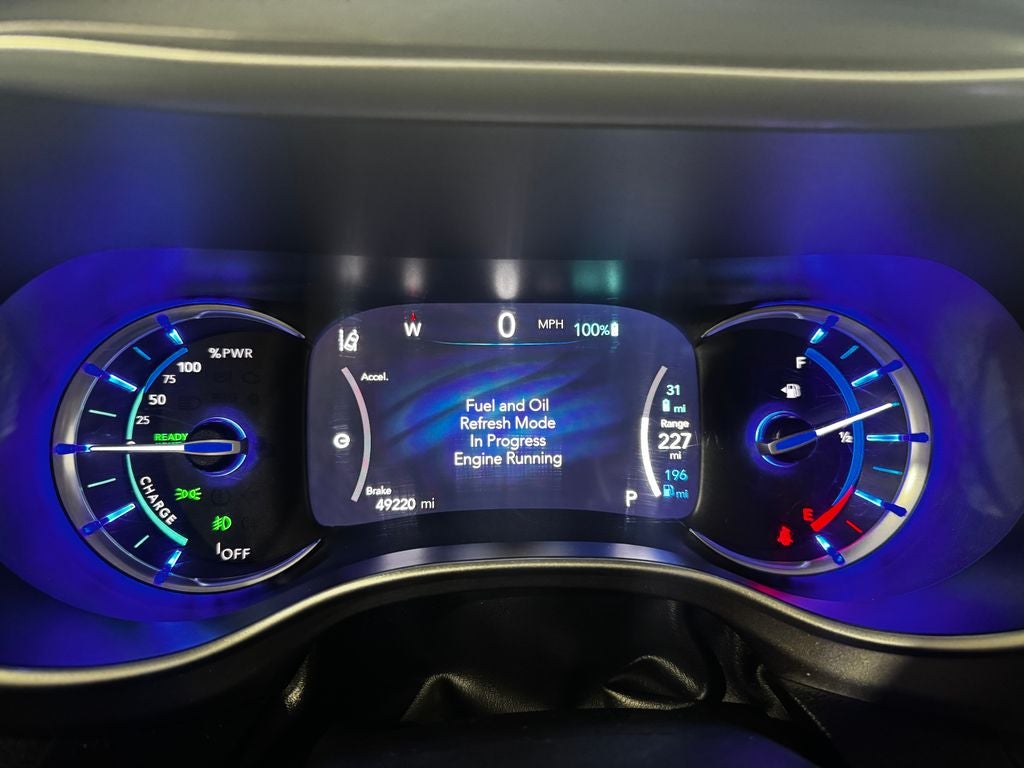 %PWR
100
75
50
25
READY
0
CHARGE
OFF
W
0 MPH 100%
Accel.
C
Brake
49220 mi
Fuel and Oil
Refresh Mode
In Progress
Engine Running
31
mi
Range
227
mi
196
mi
P
F
½
E